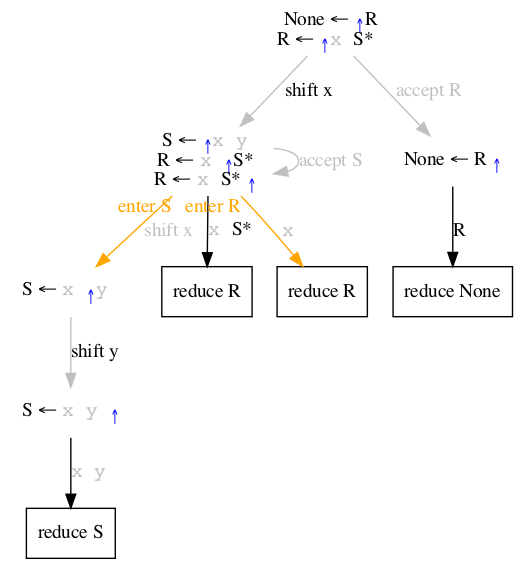 None ← ↑R
R ← ↑x S*
shift x
accept R
S ← ↑x y
R ← x ↑S*
R ← x S* ↑
accept S
None ← R ↑
enter S
enter R
shift x
x S*
x
R
S ← x ↑y
reduce R
reduce R
reduce None
shift y
S ← x y ↑
x y
reduce S